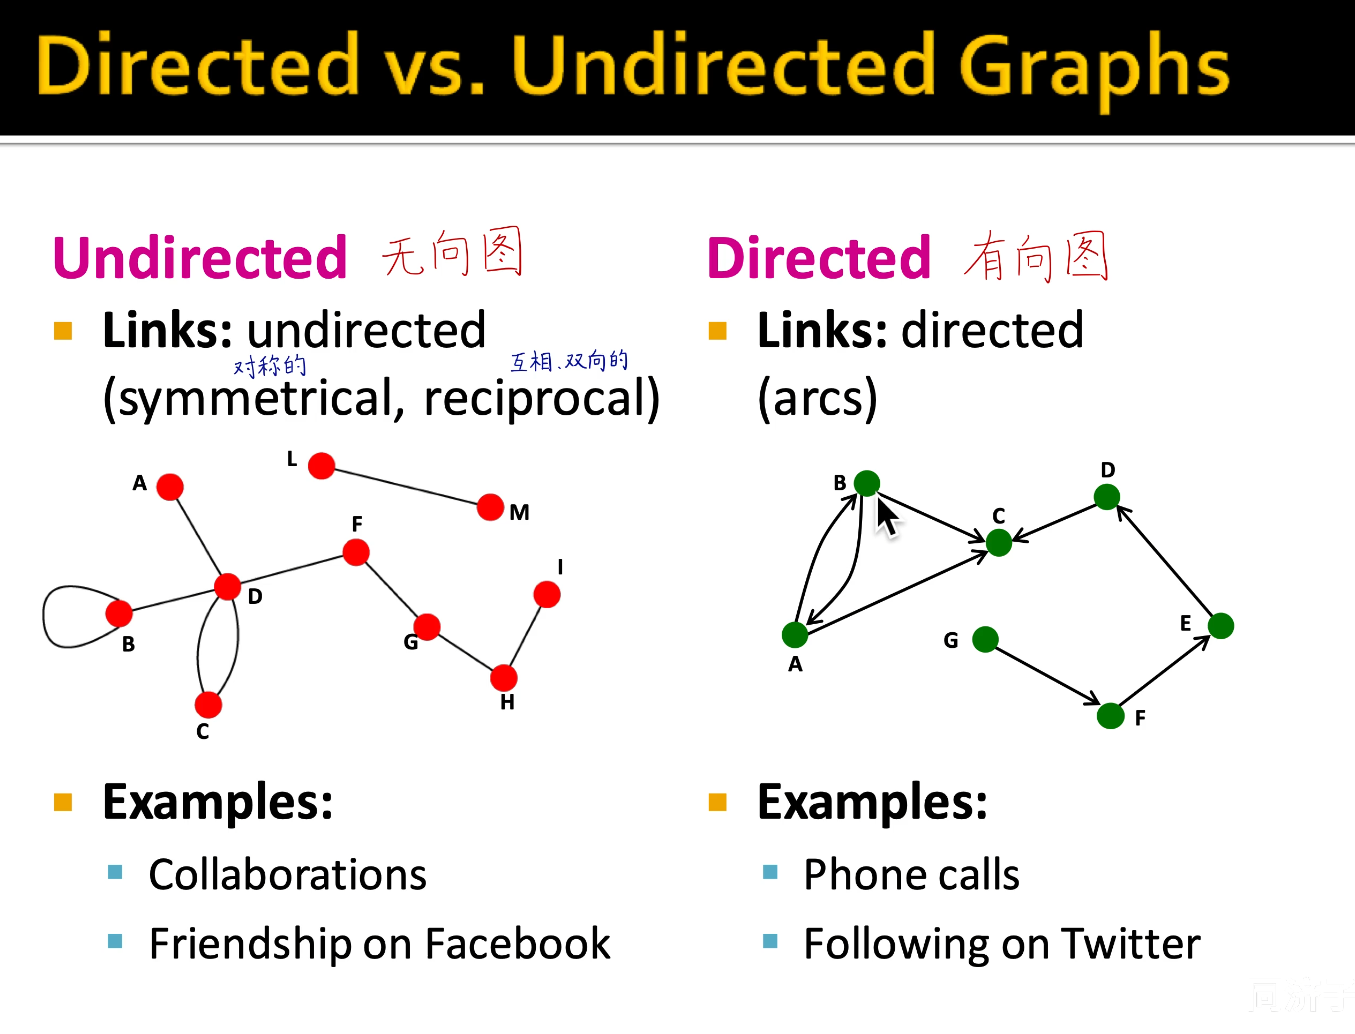 Directed vs. Undirected Graphs
Undirected 无向图
Links: undirected
对称的 互相、双向的
(symmetrical, reciprocal)
A
L
M
F
I
D
B
G
H
C
Examples:
Collaborations
Friendship on Facebook
Directed 有向图
Links: directed
(arcs)
B
D
C
E
G
A
F
Examples:
Phone calls
Following on Twitter